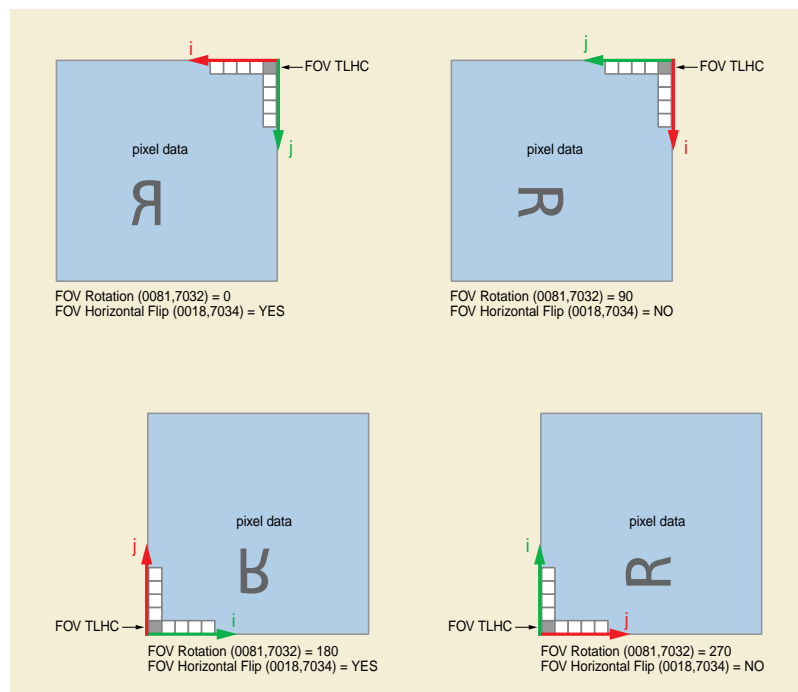 i
FOV TLHC
j
pixel data
R
FOV Rotation (0081,7032) = 0
FOV Horizontal Flip (0018,7034) = YES
j
FOV TLHC
i
pixel data
R
FOV Rotation (0081,7032) = 90
FOV Horizontal Flip (0018,7034) = NO
pixel data
j
R
FOV TLHC
i
FOV Rotation (0081,7032) = 180
FOV Horizontal Flip (0018,7034) = YES
pixel data
i
R
FOV TLHC
j
FOV Rotation (0081,7032) = 270
FOV Horizontal Flip (0018,7034) = NO